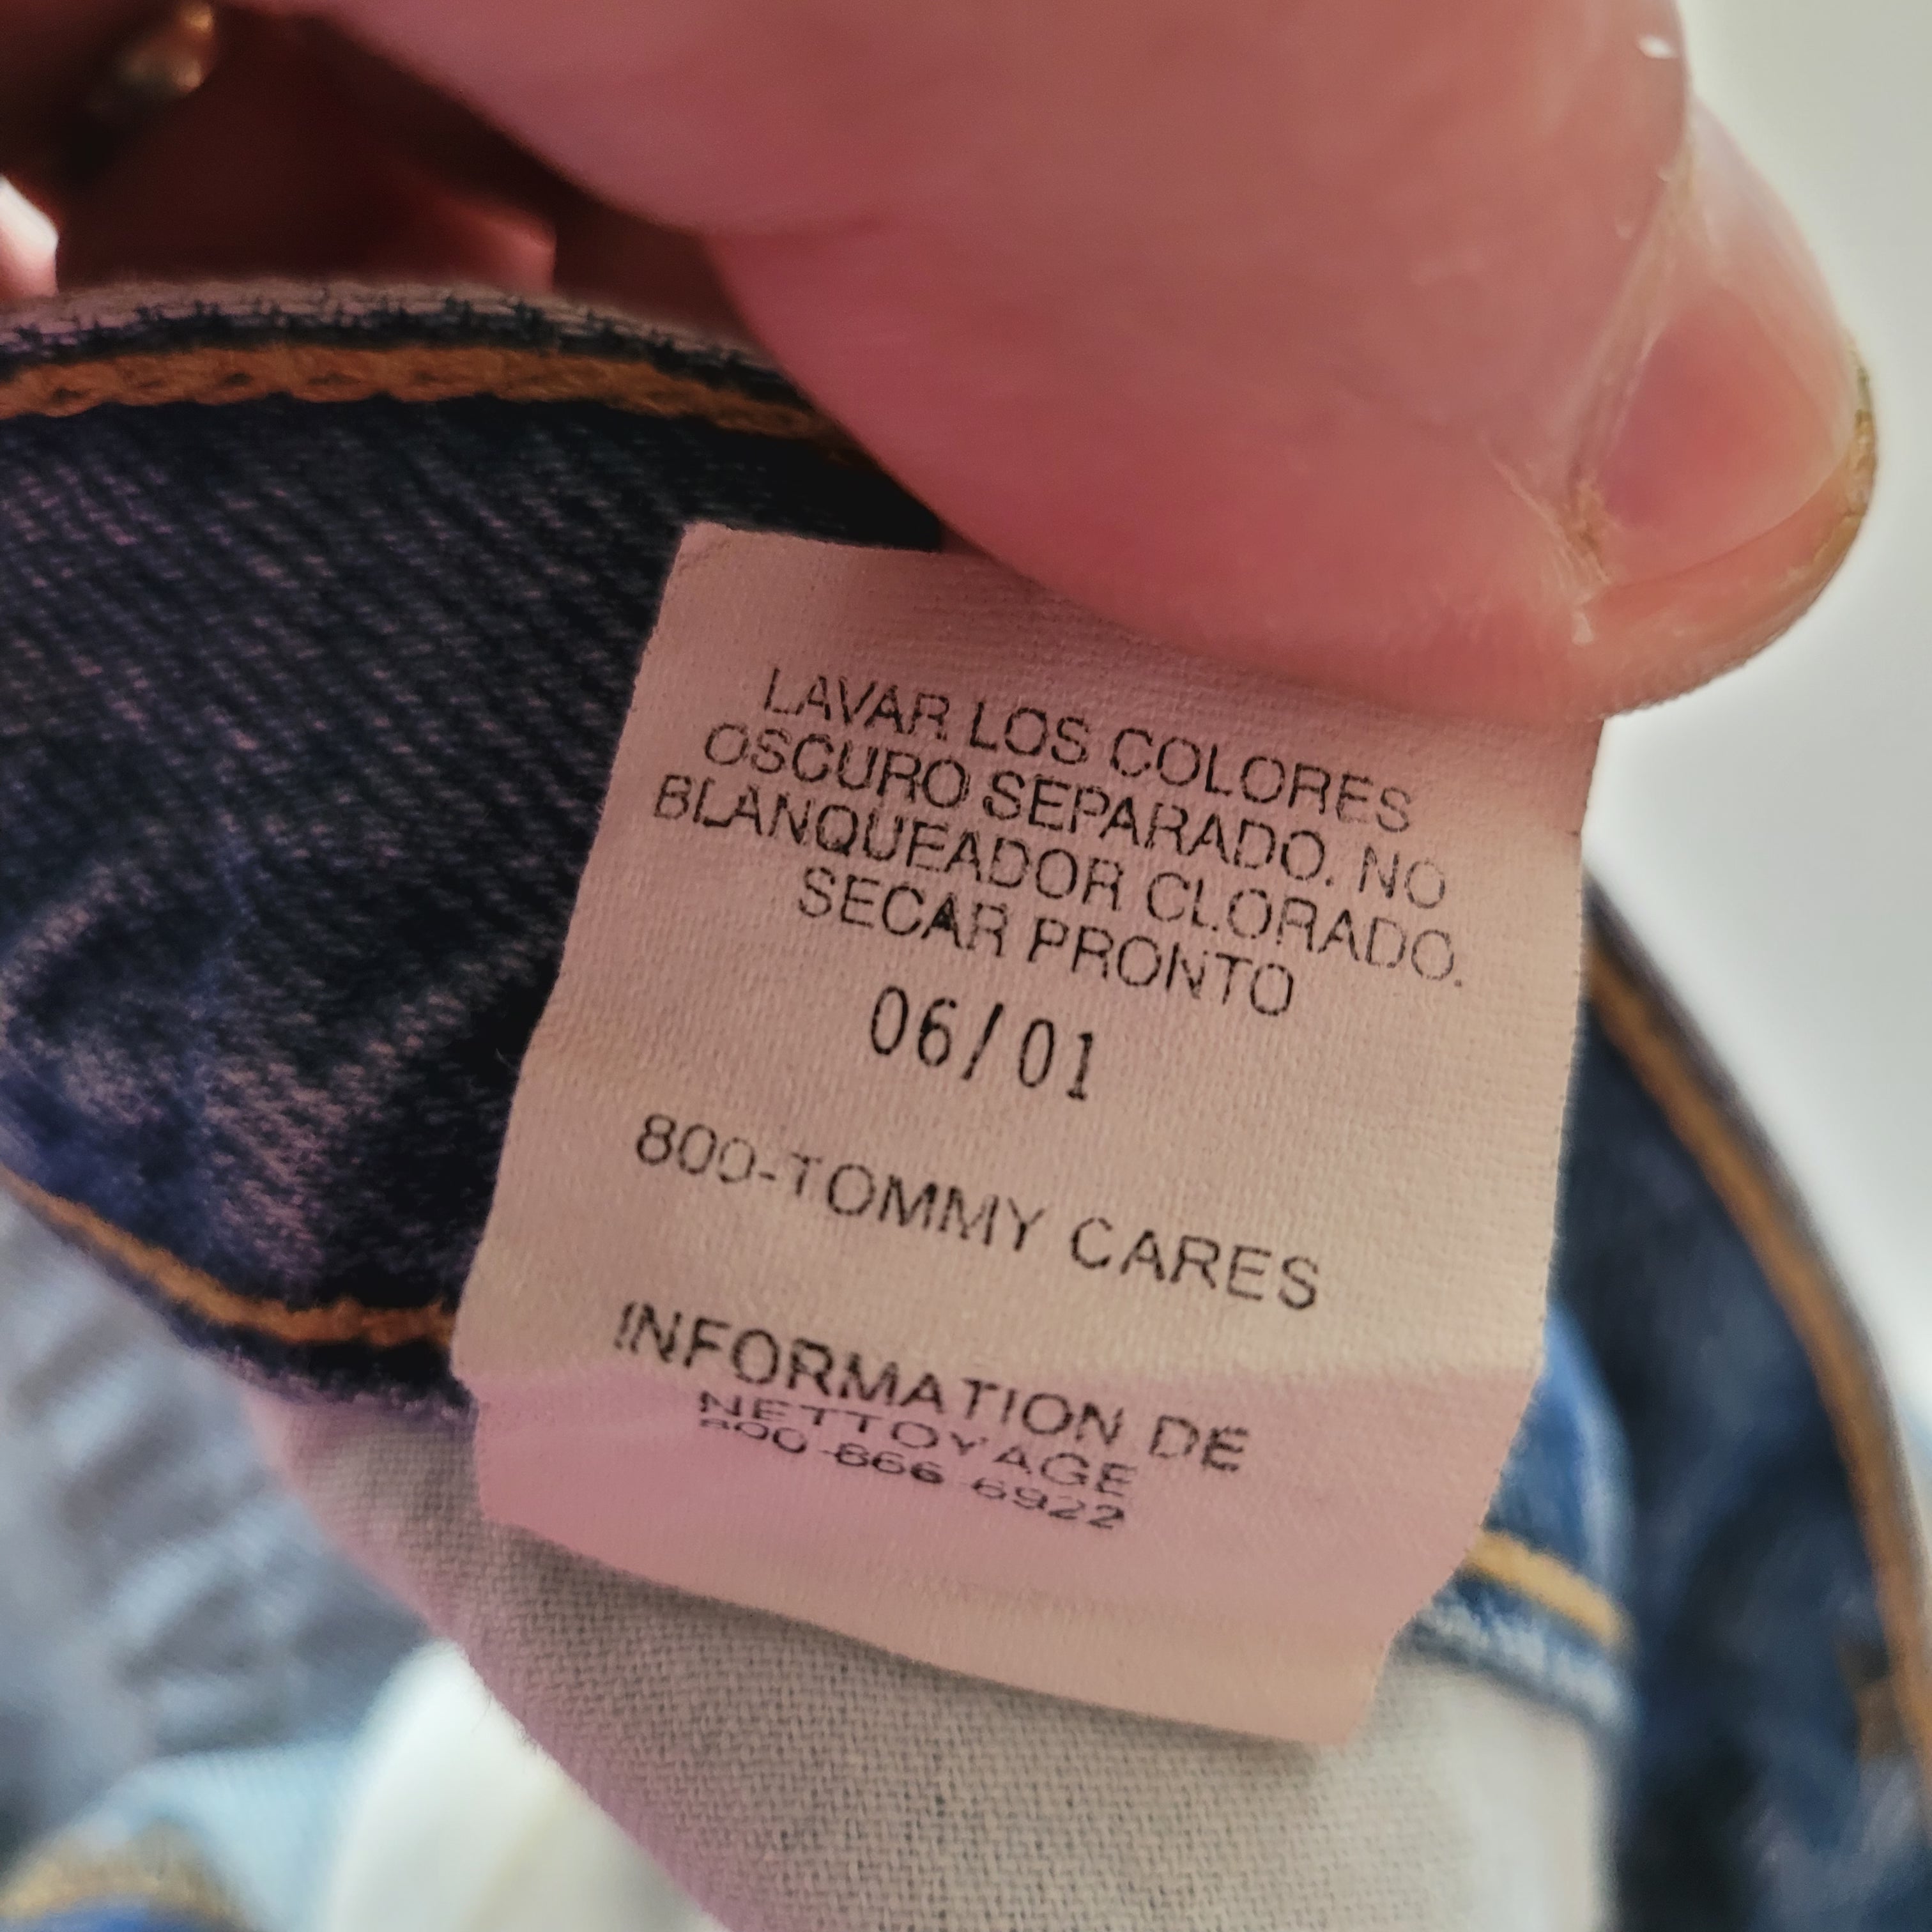 LAVAR LOS COLORES
OSCURO SEPARADO. NO
BLANQUEADOR CLORADO.
SECAR PRONTO
06/01
800-TOMMY CARES
INFORMATION DE
NETTOYAGE
800-866-6922